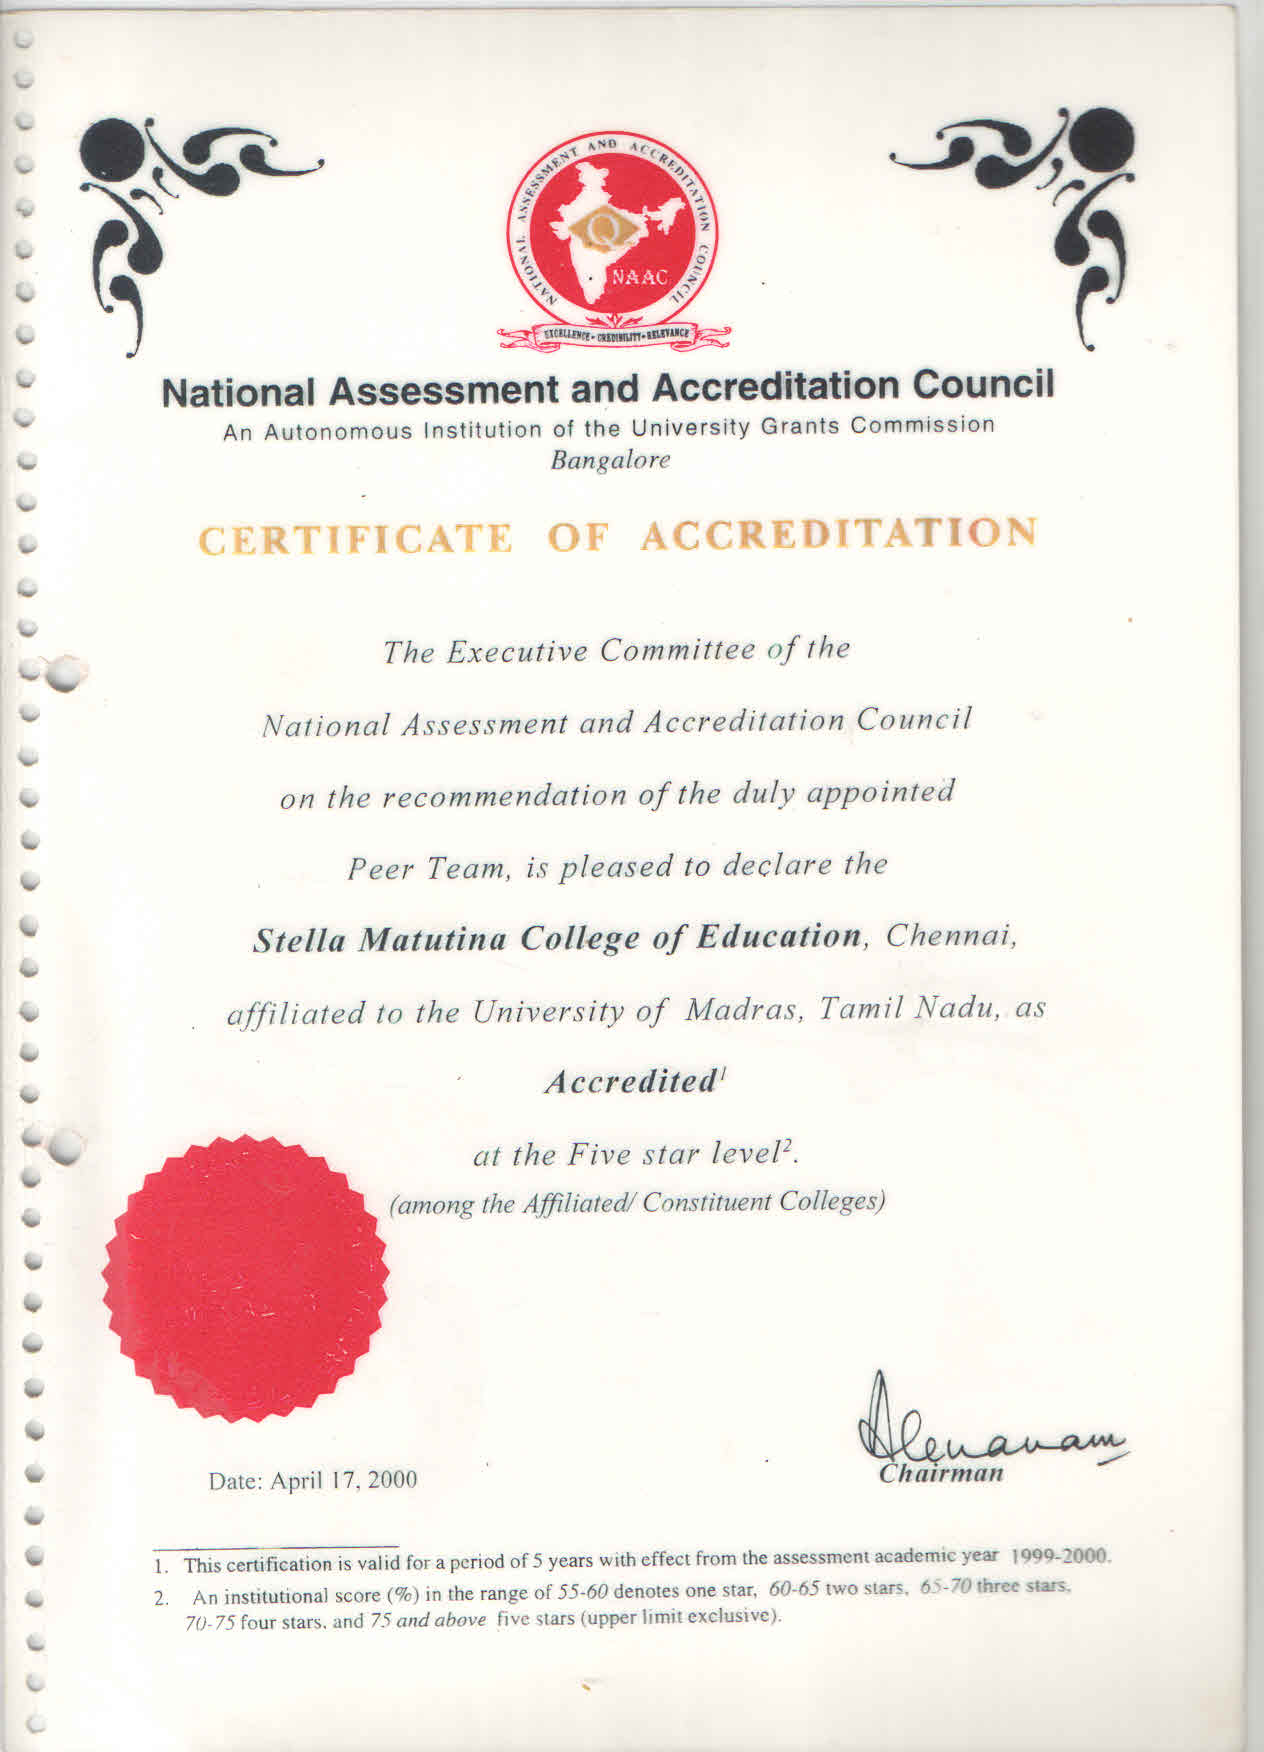 NATIONAL ASSESSMENT AND ACCREDITATION COUNCIL
Q
NAAC
EXCELLENCE • CREDIBILITY • RELEVANCE
National Assessment and Accreditation Council
An Autonomous Institution of the University Grants Commission
Bangalore
CERTIFICATE OF ACCREDITATION
The Executive Committee of the
National Assessment and Accreditation Council
on the recommendation of the duly appointed
Peer Team, is pleased to declare the
Stella Matutina College of Education, Chennai,
affiliated to the University of Madras, Tamil Nadu, as
Accredited¹
at the Five star level².
(among the Affiliated/ Constituent Colleges)
Chairman
Date: April 17, 2000
1. This certification is valid for a period of 5 years with effect from the assessment academic year 1999-2000.
2. An institutional score (%) in the range of 55-60 denotes one star, 60-65 two stars, 65-70 three stars,
70-75 four stars, and 75 and above five stars (upper limit exclusive).